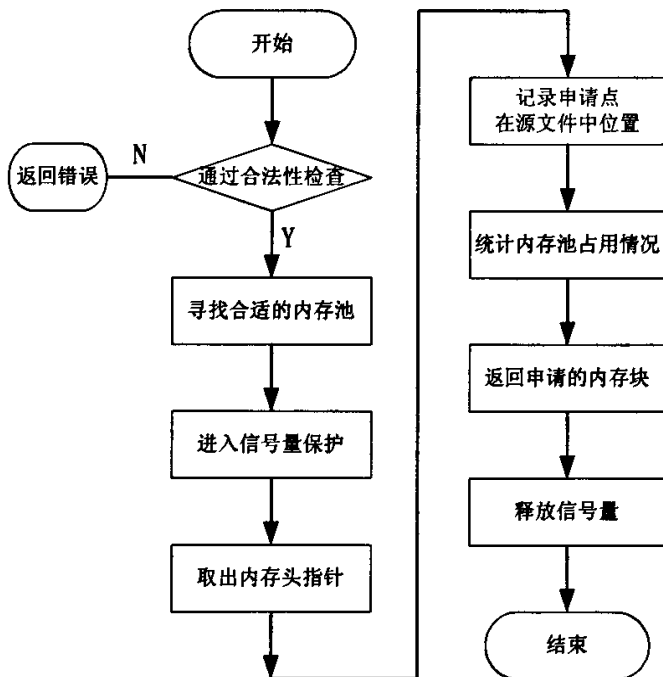 开始
N
返回错误
通过合法性检查
Y
寻找合适的内存池
进入信号量保护
取出内存头指针
记录申请点
在源文件中位置
统计内存池占用情况
返回申请的内存块
释放信号量
结束